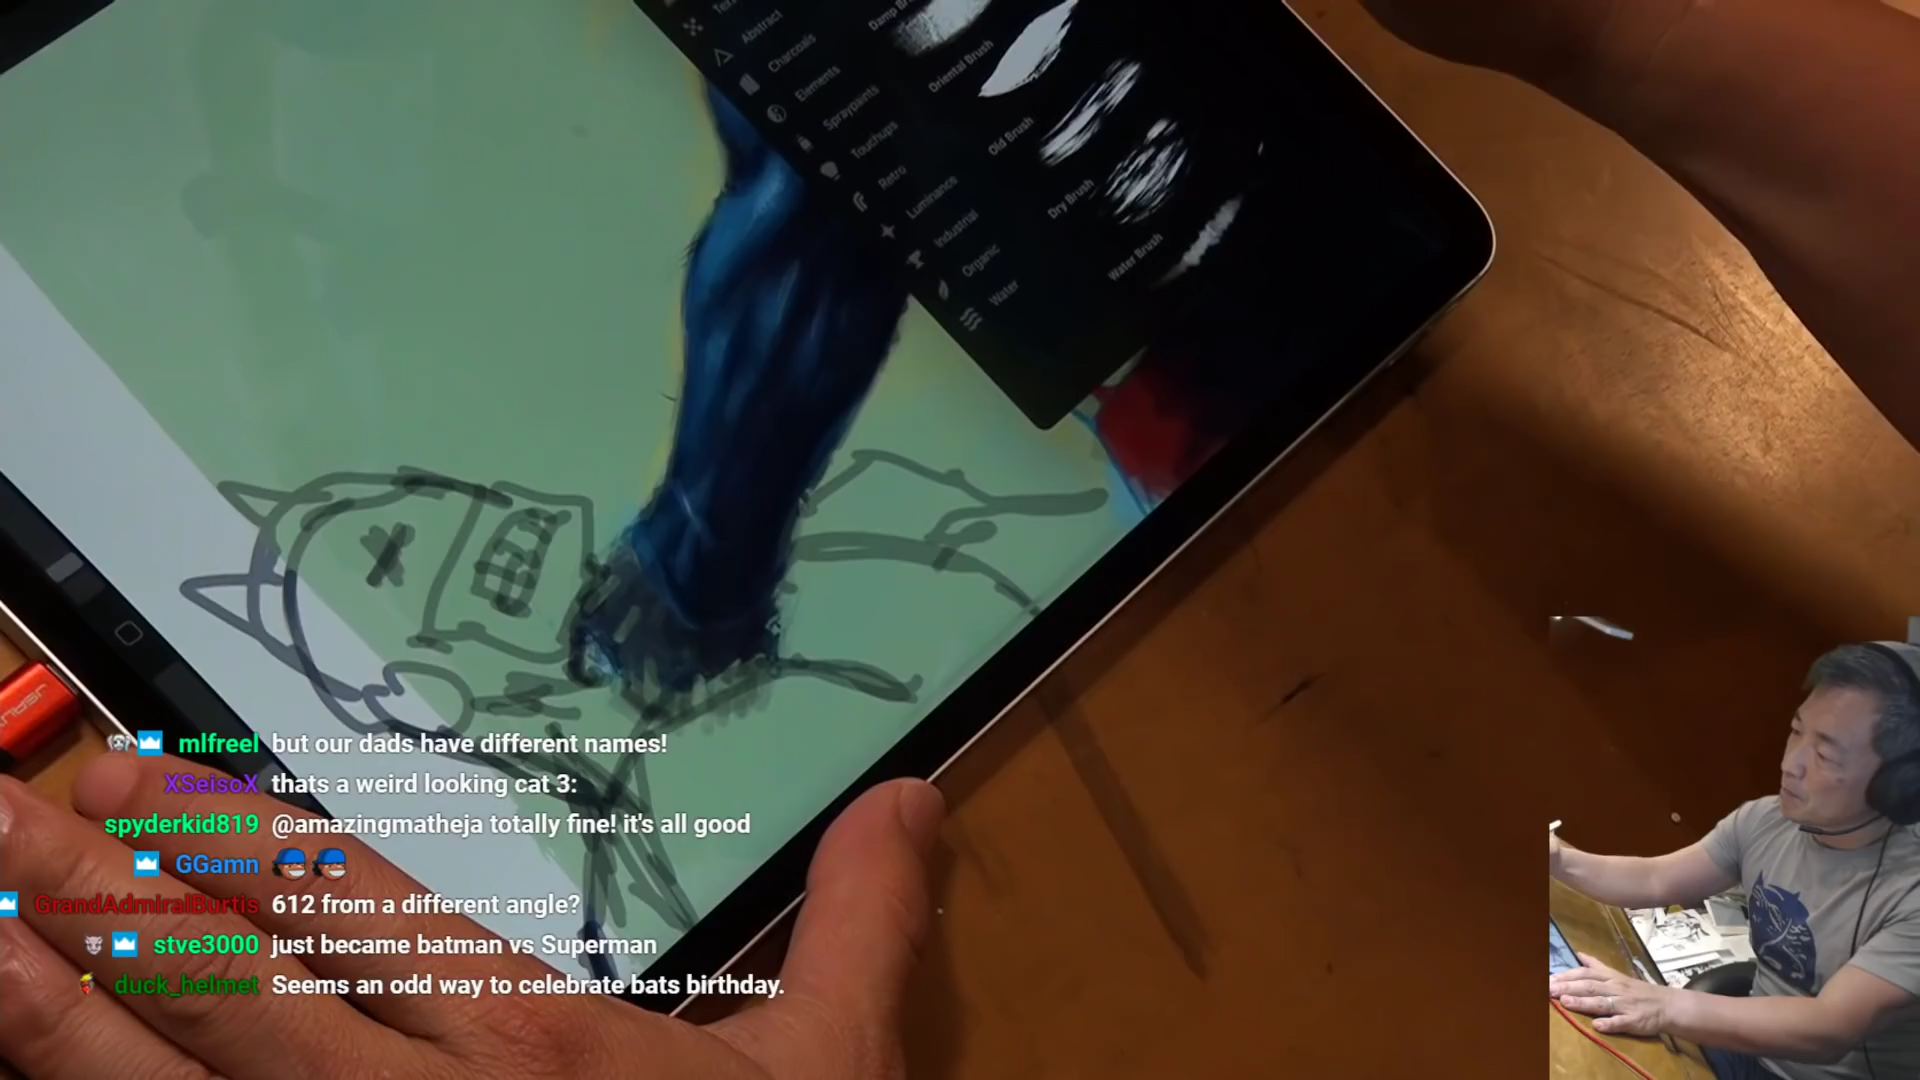 Abstract
Charcoals
Elements
Spraypaints
Touchups
Retro
Luminance
Industrial
Organic
Water
Oriental Brush
Old Brush
Dry Brush
Water Brush
mlfreel but our dads have different names!
XSeisoX thats a weird looking cat 3:
spyderkid819 @amazingmatheja totally fine! it's all good
GGamn
GrandAdmiralBurtis 612 from a different angle?
stve3000 just became batman vs Superman
duck_helmet Seems an odd way to celebrate bats birthday.